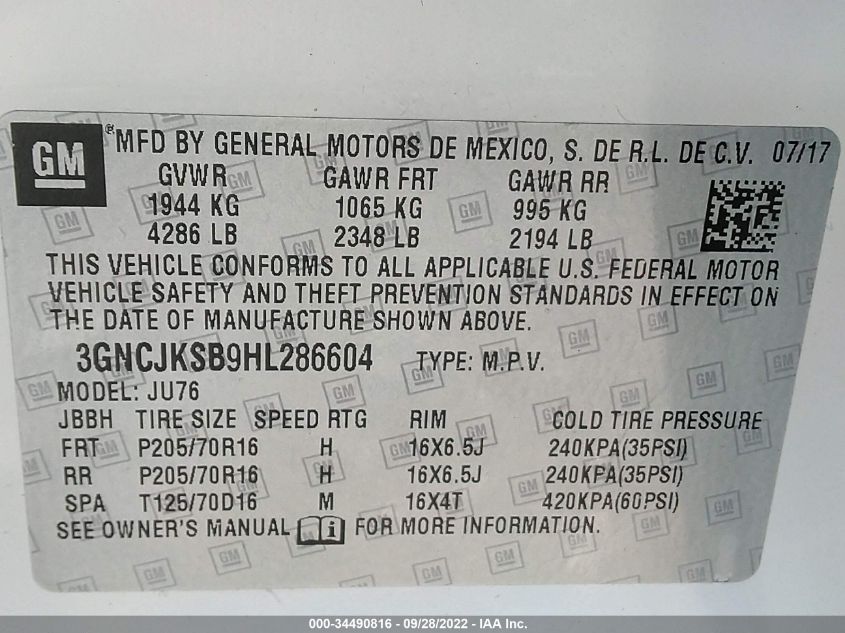 GM ® MFD BY GENERAL MOTORS DE MEXICO, S. DE R.L. DE C.V. 07/17
GVWR GAWR FRT GAWR RR
1944 KG 1065 KG 995 KG
4286 LB 2348 LB 2194 LB
THIS VEHICLE CONFORMS TO ALL APPLICABLE U.S. FEDERAL MOTOR
VEHICLE SAFETY AND THEFT PREVENTION STANDARDS IN EFFECT ON
THE DATE OF MANUFACTURE SHOWN ABOVE.
3GNCJKSB9HL286604 TYPE: M.P.V.
MODEL: JU76
JBBH TIRE SIZE SPEED RTG RIM COLD TIRE PRESSURE
FRT P205/70R16 H 16X6.5J 240KPA(35PSI)
RR P205/70R16 H 16X6.5J 240KPA(35PSI)
SPA T125/70D16 M 16X4T 420KPA(60PSI)
SEE OWNER'S MANUAL i FOR MORE INFORMATION.
000-34490816 - 09/28/2022 - IAA Inc.